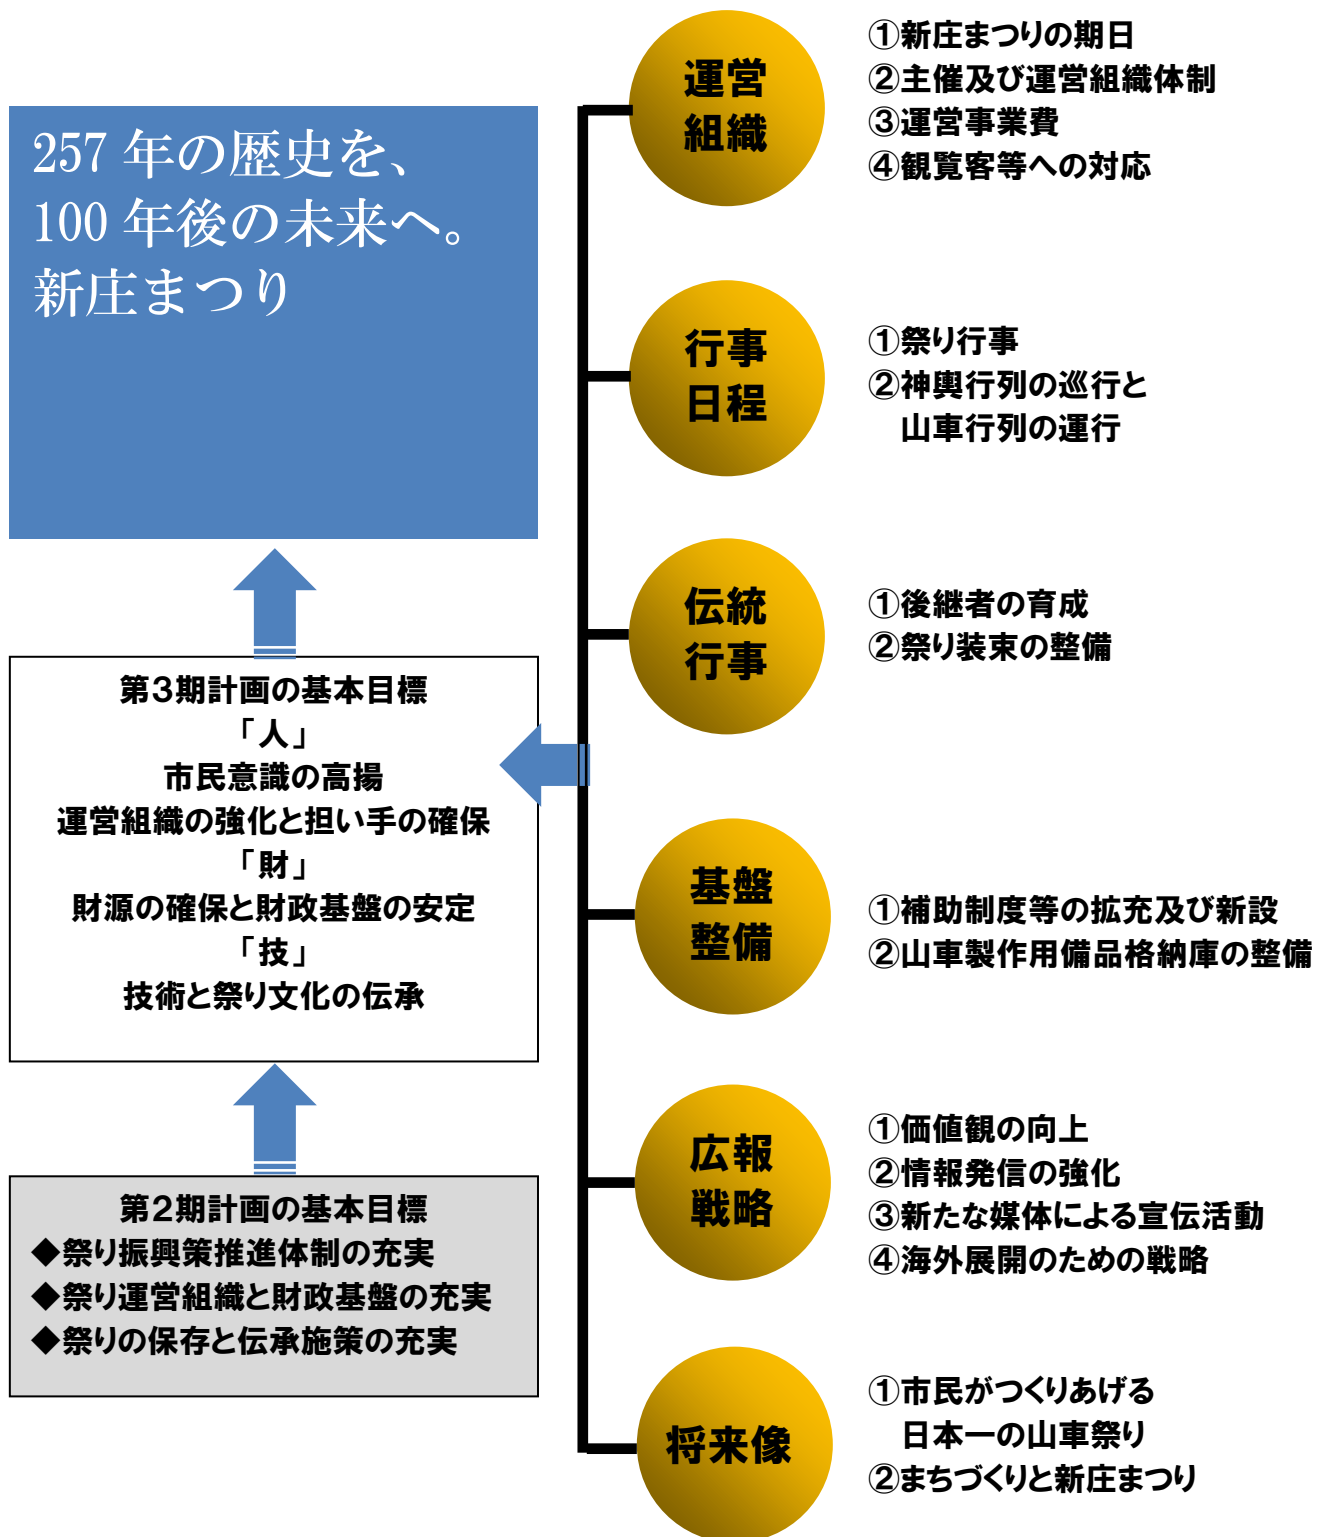 257 年の歴史を、
100 年後の未来へ。
新庄まつり
第3期計画の基本目標
「人」
市民意識の高揚
運営組織の強化と担い手の確保
「財」
財源の確保と財政基盤の安定
「技」
技術と祭り文化の伝承
第2期計画の基本目標
◆祭り振興策推進体制の充実
◆祭り運営組織と財政基盤の充実
◆祭りの保存と伝承施策の充実
運営
組織
①新庄まつりの期日
②主催及び運営組織体制
③運営事業費
④観覧客等への対応
行事
日程
①祭り行事
②神輿行列の巡行と
山車行列の運行
伝統
行事
①後継者の育成
②祭り装束の整備
基盤
整備
①補助制度等の拡充及び新設
②山車製作用備品格納庫の整備
広報
戦略
①価値観の向上
②情報発信の強化
③新たな媒体による宣伝活動
④海外展開のための戦略
将来像
①市民がつくりあげる
日本一の山車祭り
②まちづくりと新庄まつり